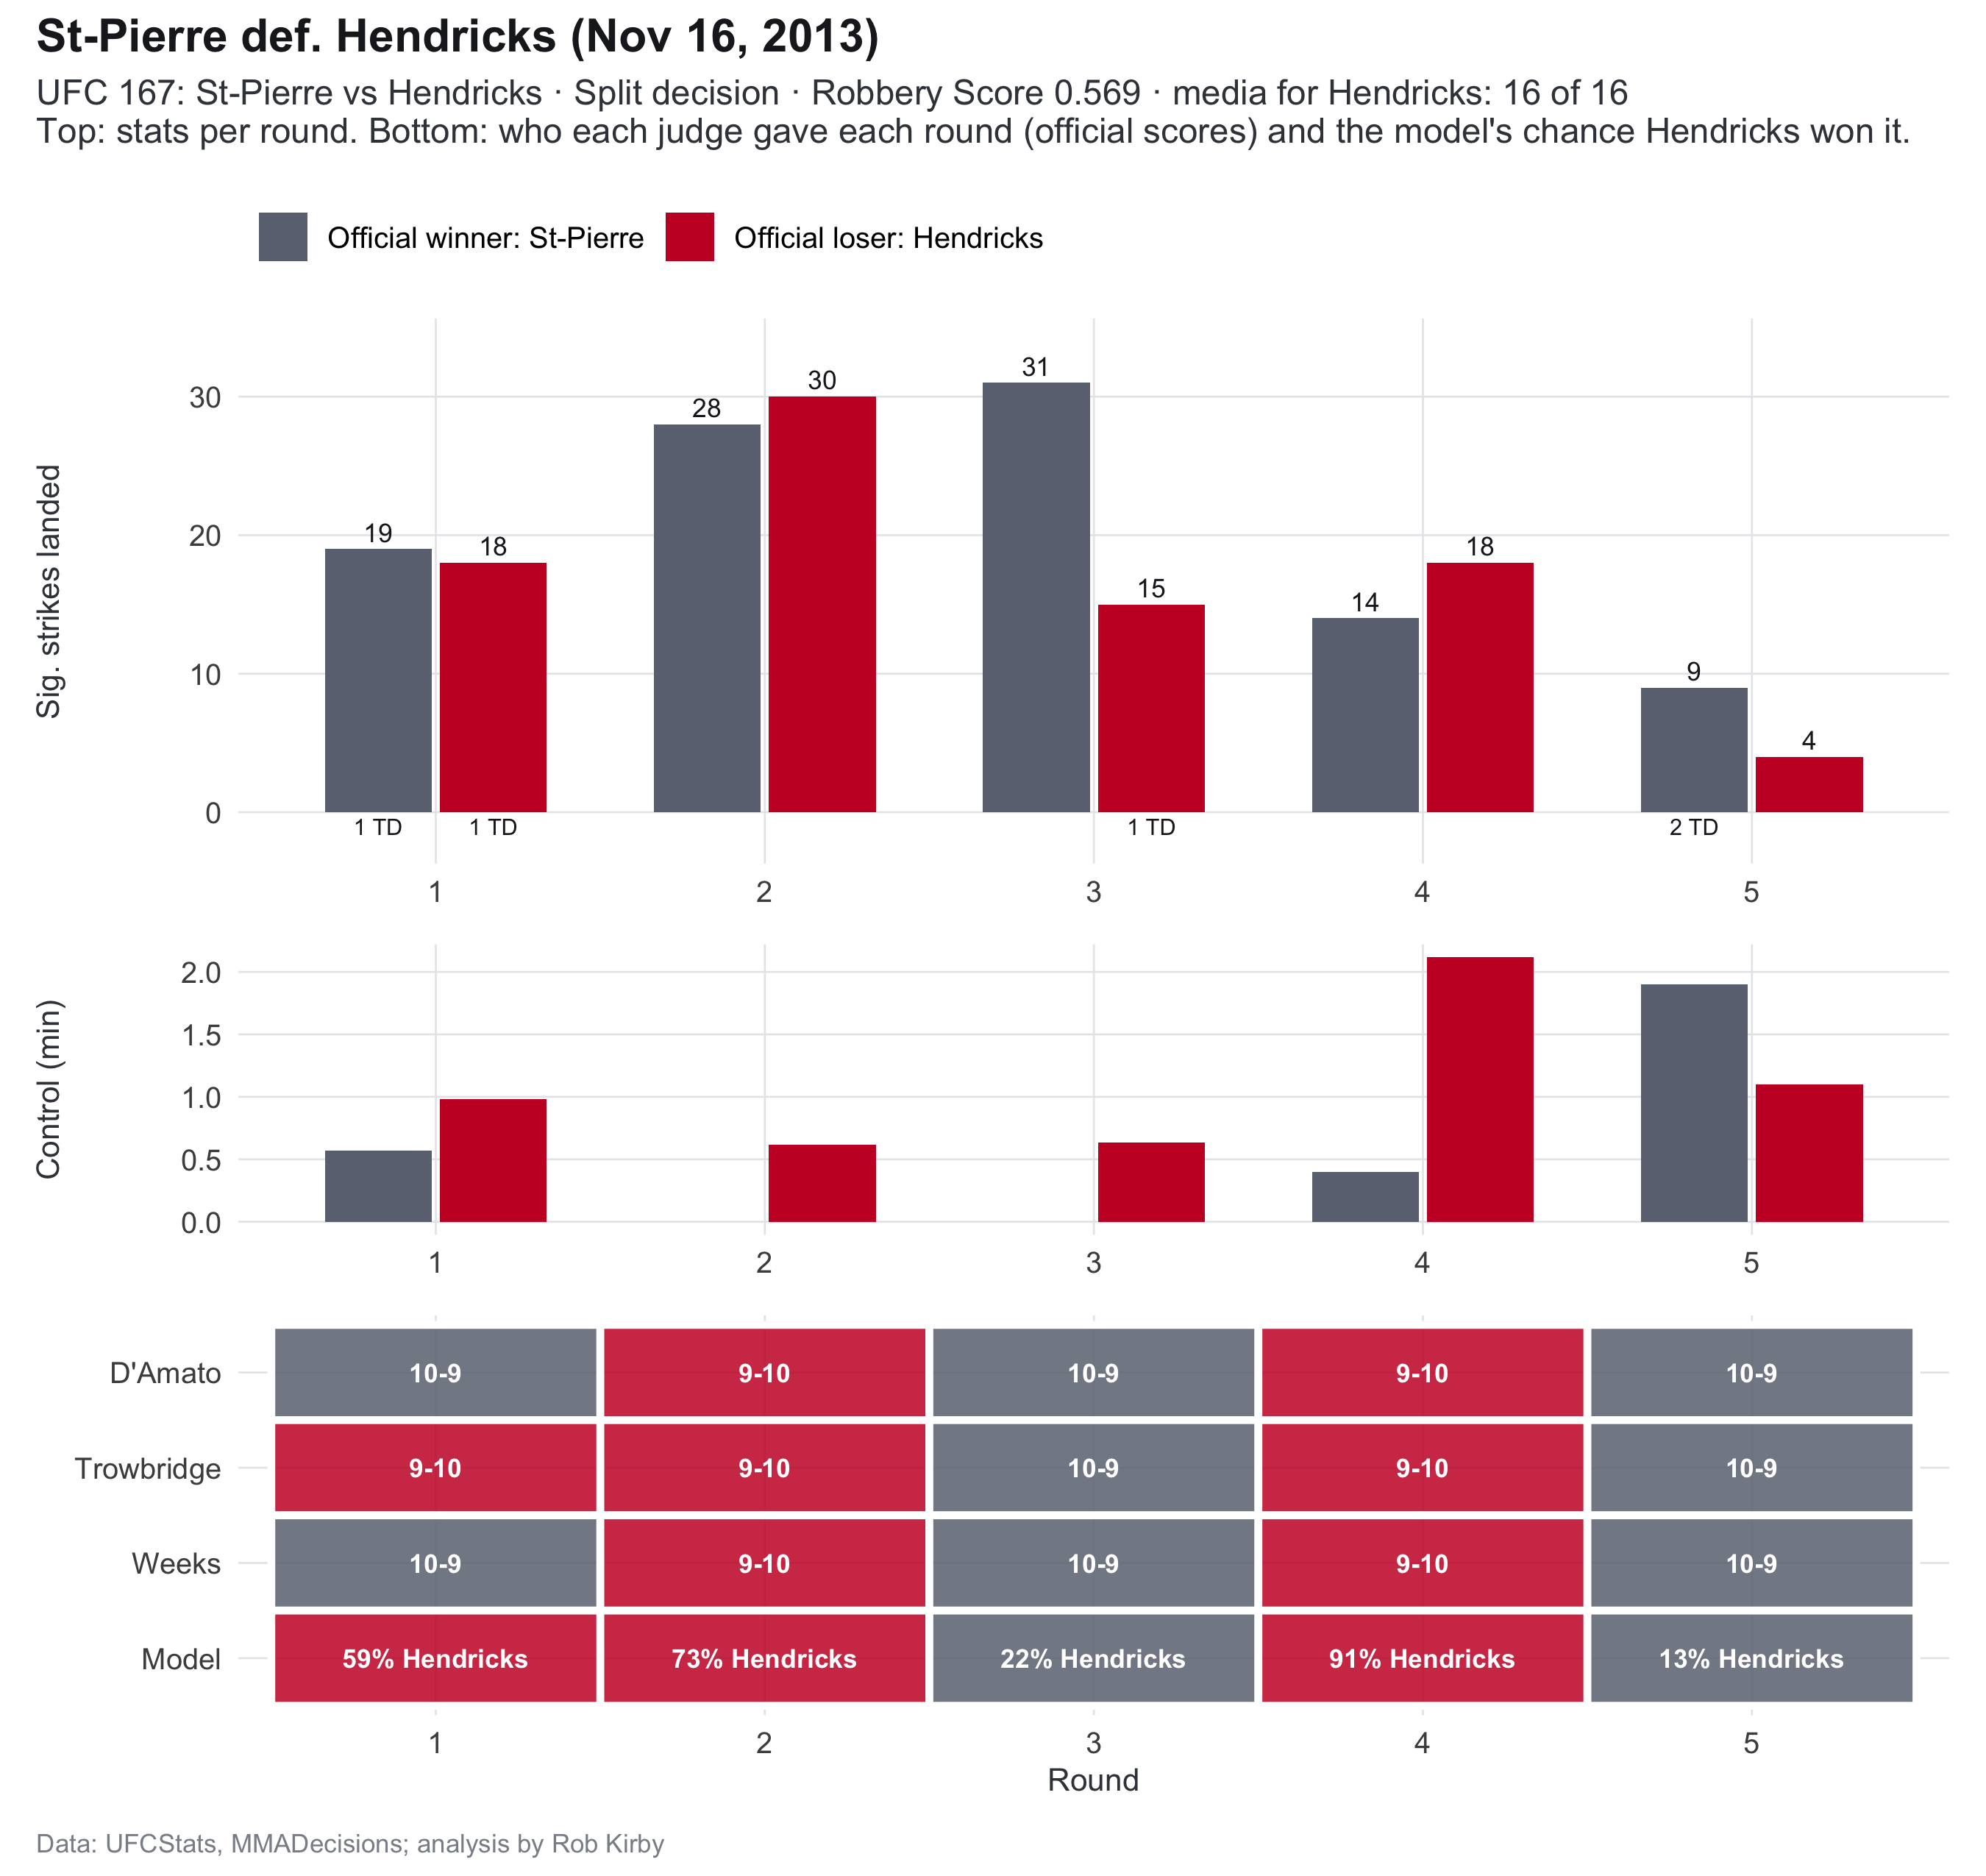 St-Pierre def. Hendricks (Nov 16, 2013)
UFC 167: St-Pierre vs Hendricks · Split decision · Robbery Score 0.569 · media for Hendricks: 16 of 16
Top: stats per round. Bottom: who each judge gave each round (official scores) and the model's chance Hendricks won it.
Official winner: St-Pierre
Official loser: Hendricks
Sig. strikes landed
30
20
10
0
19
18
28
30
31
15
14
18
9
4
1 TD
1 TD
1 TD
2 TD
1
2
3
4
5
Control (min)
2.0
1.5
1.0
0.5
0.0
1
2
3
4
5
D'Amato
10-9
9-10
10-9
9-10
10-9
Trowbridge
9-10
9-10
10-9
9-10
10-9
Weeks
10-9
9-10
10-9
9-10
10-9
Model
59% Hendricks
73% Hendricks
22% Hendricks
91% Hendricks
13% Hendricks
1
2
3
4
5
Round
Data: UFCStats, MMADecisions; analysis by Rob Kirby